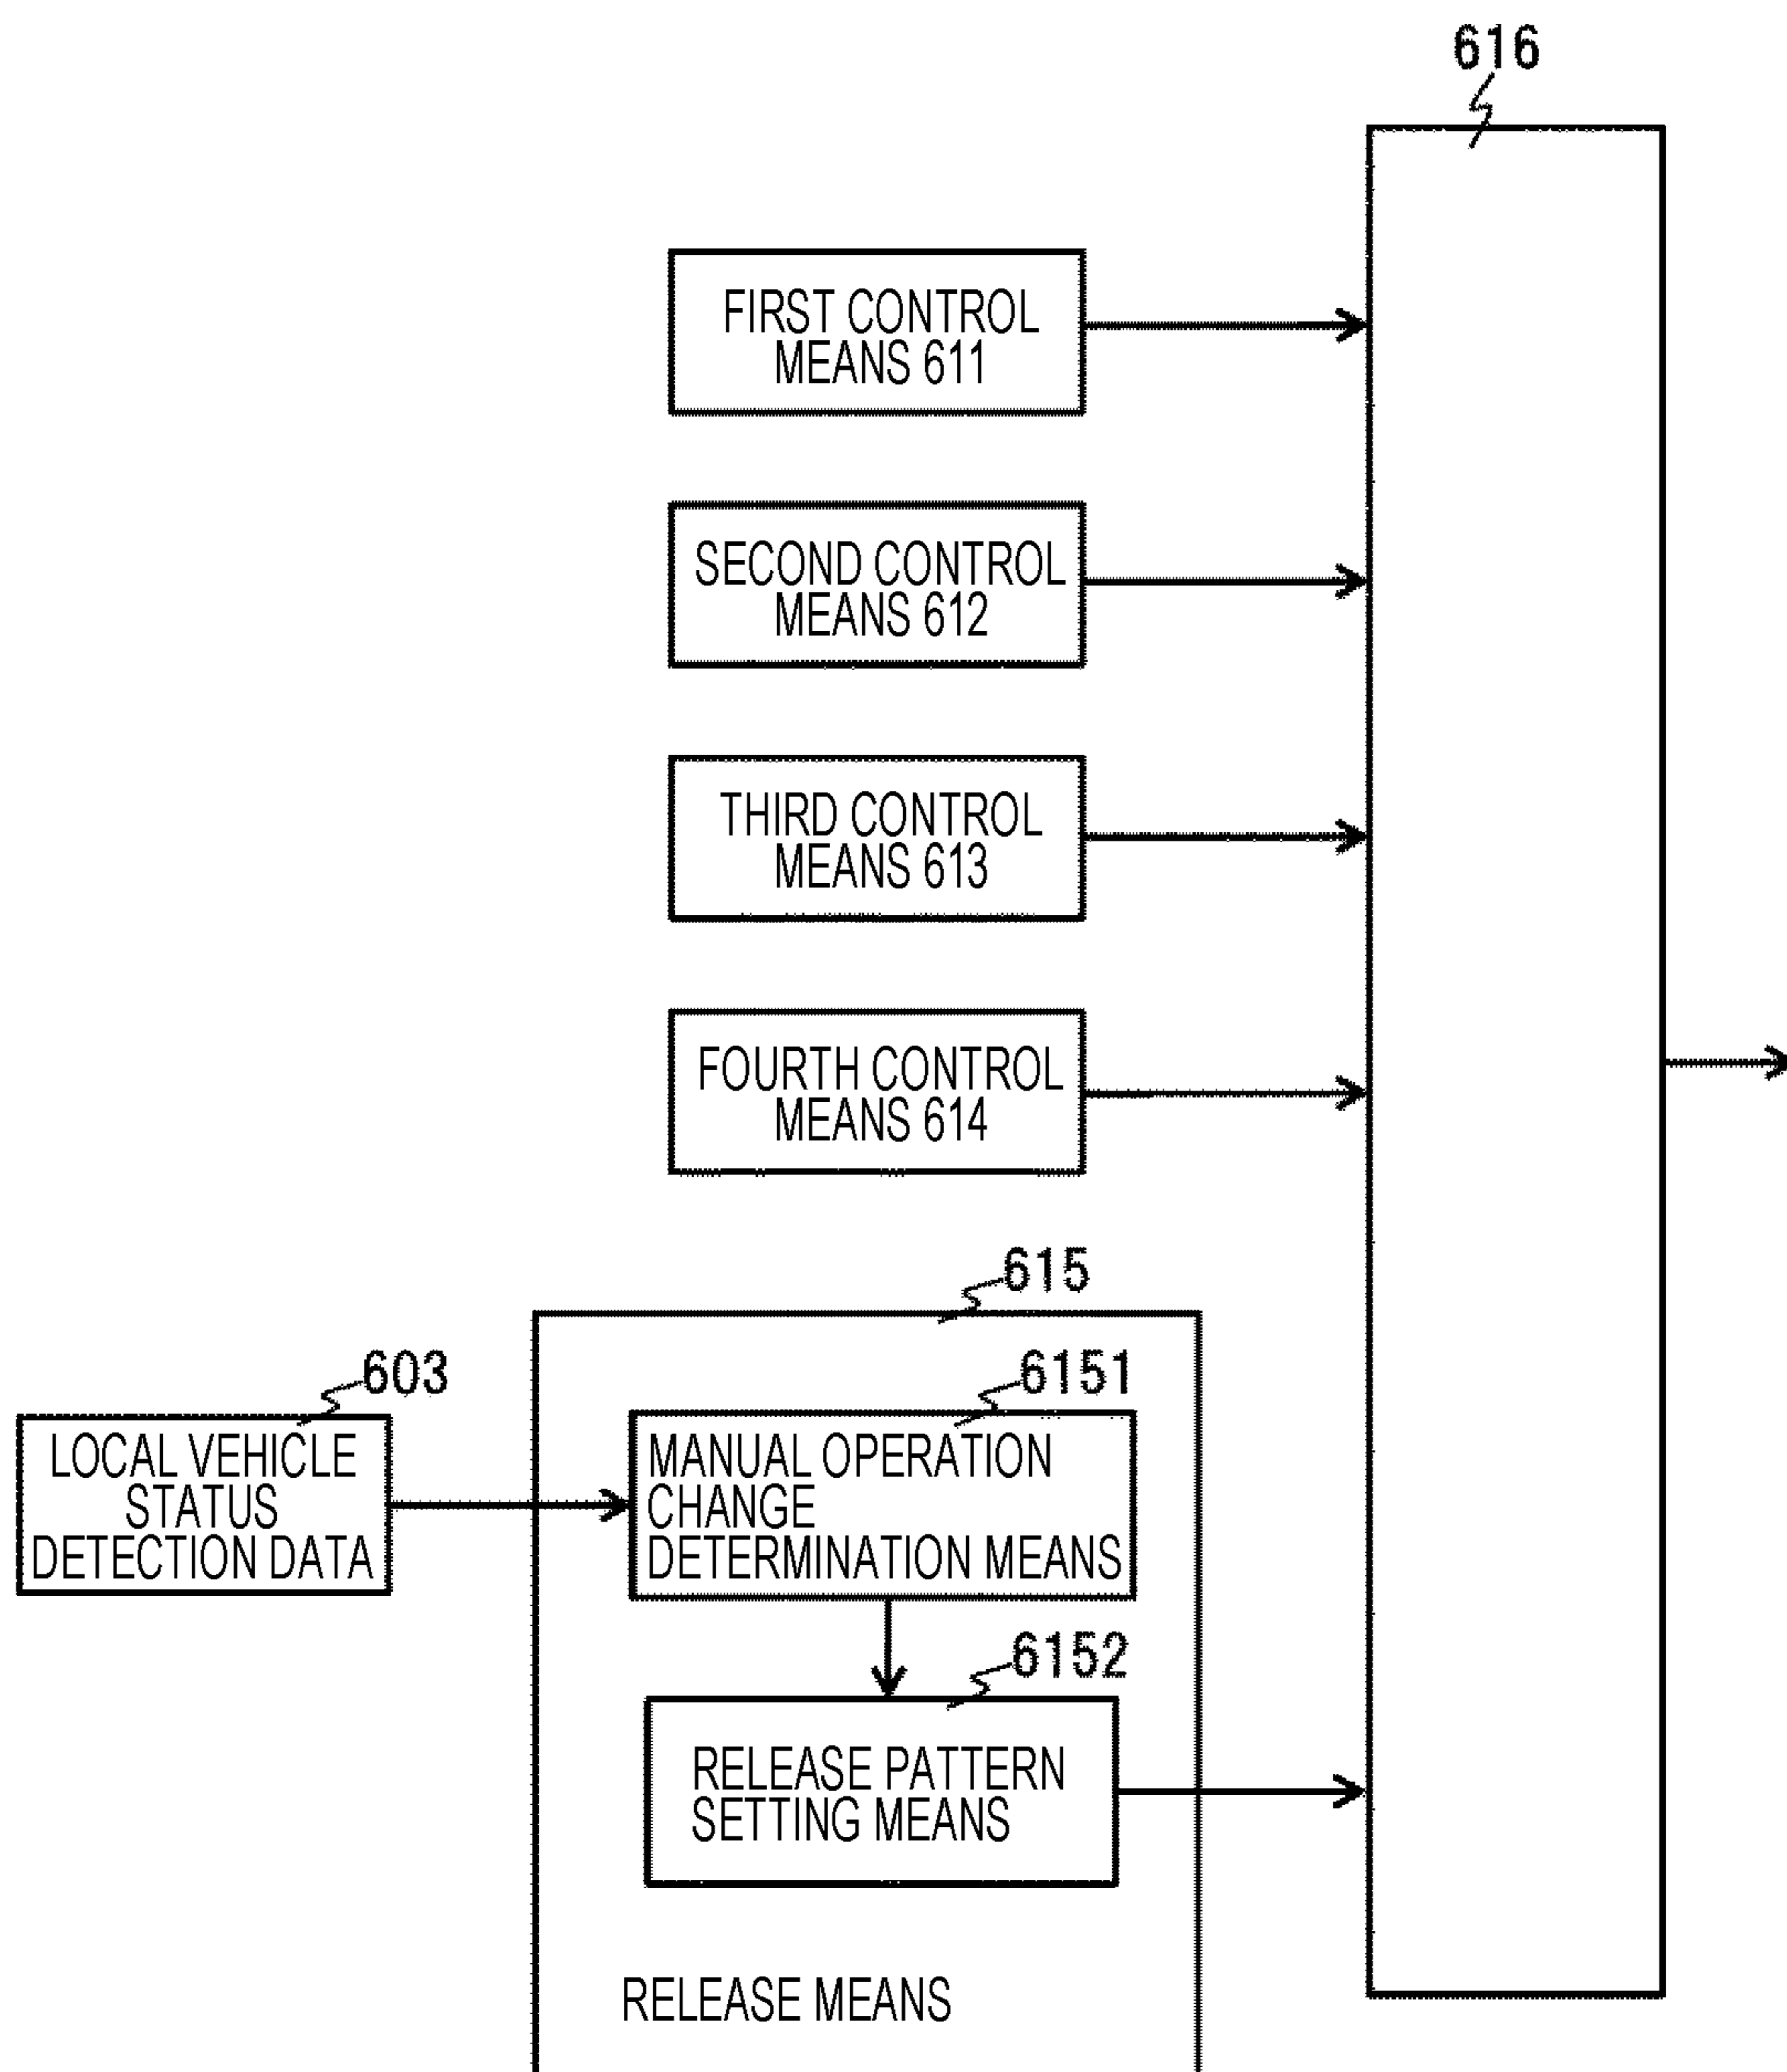 616
FIRST CONTROL
MEANS 611
SECOND CONTROL
MEANS 612
THIRD CONTROL
MEANS 613
FOURTH CONTROL
MEANS 614
615
603
LOCAL VEHICLE
STATUS
DETECTION DATA
6151
MANUAL OPERATION
CHANGE
DETERMINATION MEANS
6152
RELEASE PATTERN
SETTING MEANS
RELEASE MEANS